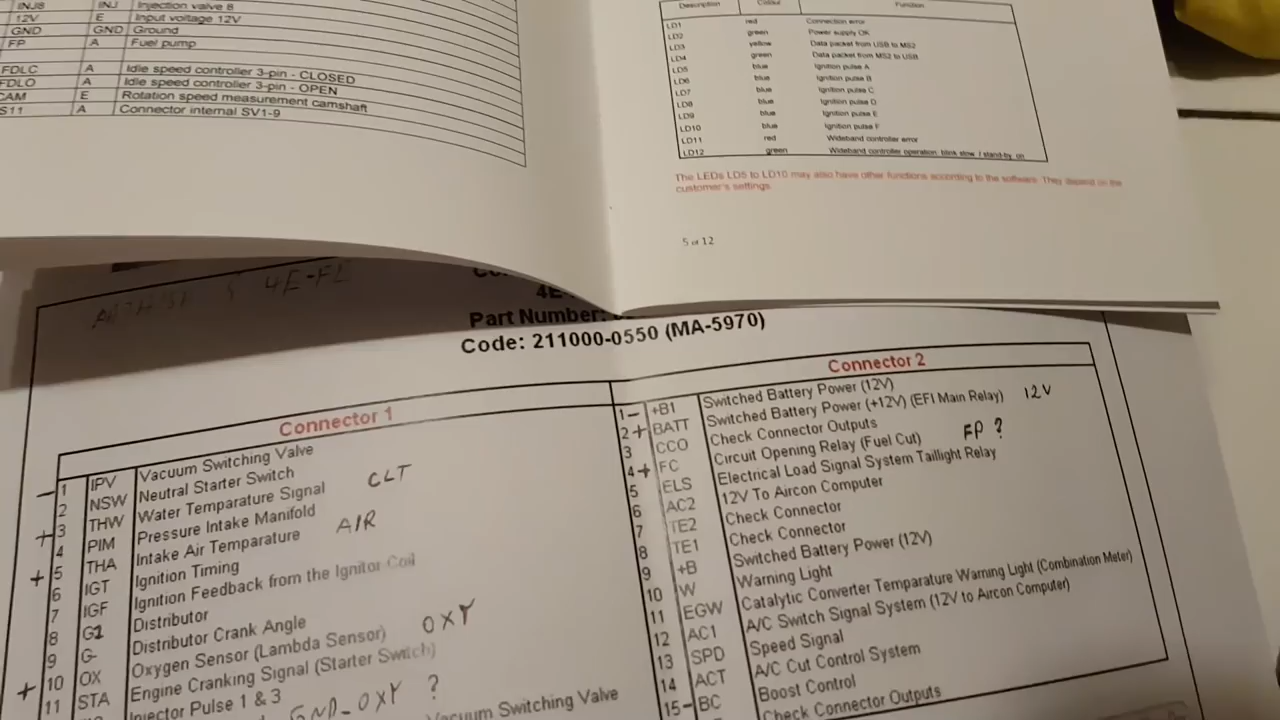 INJ8 INJ Injection valve 8
12V E Input voltage 12V
GND GND Ground
FP A Fuel pump
FDLC A Idle speed controller 3-pin - CLOSED
FDLO A Idle speed controller 3-pin - OPEN
CAM E Rotation speed measurement camshaft
S11 A Connector internal SV1-9
Description Colour Function
LD1 red Connection error
LD2 green Power supply OK
LD3 yellow Data packet from USB to MS2
LD4 green Data packet from MS2 to USB
LD5 blue Ignition pulse A
LD6 blue Ignition pulse B
LD7 blue Ignition pulse C
LD8 blue Ignition pulse D
LD9 blue Ignition pulse E
LD10 blue Ignition pulse F
LD11 red Wideband controller error
LD12 green Wideband controller operation: blink slow / stand-by: on
The LEDs LD5 to LD10 may also have other functions according to the software. They depend on the
customer's settings.
5 of 12
4E-F
4E
Part Number:
Code: 211000-0550 (MA-5970)
Connector 1
– 1 IPV Vacuum Switching Valve
2 NSW Neutral Starter Switch
+ 3 THW Water Temparature Signal CLT
4 PIM Pressure Intake Manifold
+ 5 THA Intake Air Temparature AIR
6 IGT Ignition Timing
7 IGF Ignition Feedback from the Ignitor Coil
8 G1 Distributor
9 G- Distributor Crank Angle
+ 10 OX Oxygen Sensor (Lambda Sensor) OXY
11 STA Engine Cranking Signal (Starter Switch)
Injector Pulse 1 & 3
GND_OXY ?
Vacuum Switching Valve
Connector 2
1 – +B1 Switched Battery Power (12V)
2 + BATT Switched Battery Power (+12V) (EFI Main Relay) 12V
3 CCO Check Connector Outputs
4 + FC Circuit Opening Relay (Fuel Cut) FP ?
5 ELS Electrical Load Signal System Taillight Relay
6 AC2 12V To Aircon Computer
7 TE2 Check Connector
8 TE1 Check Connector
9 +B Switched Battery Power (12V)
10 W Warning Light
11 EGW Catalytic Converter Temparature Warning Light (Combination Meter)
12 AC1 A/C Switch Signal System (12V to Aircon Computer)
13 SPD Speed Signal
14 ACT A/C Cut Control System
15 – BC Boost Control
Check Connector Outputs